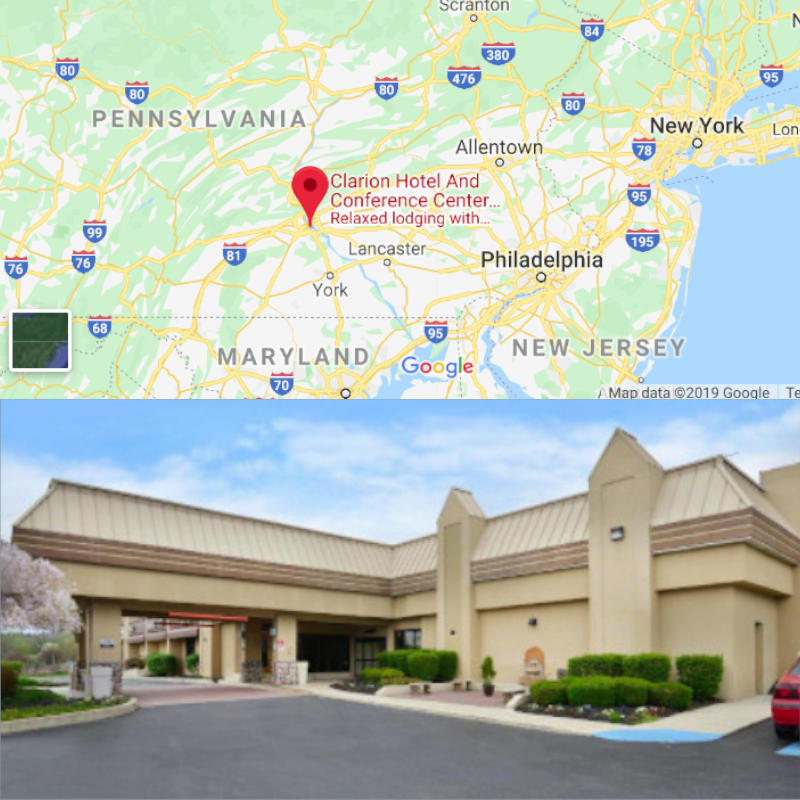 Scranton
84
80
380
476
95
80
80
80
PENNSYLVANIA
New York
Lon
Allentown
78
Clarion Hotel And
Conference Center...
Relaxed lodging with...
95
99
195
76
76
81
Lancaster
Philadelphia
York
68
95
MARYLAND
NEW JERSEY
Google
70
Map data ©2019 Google
Te